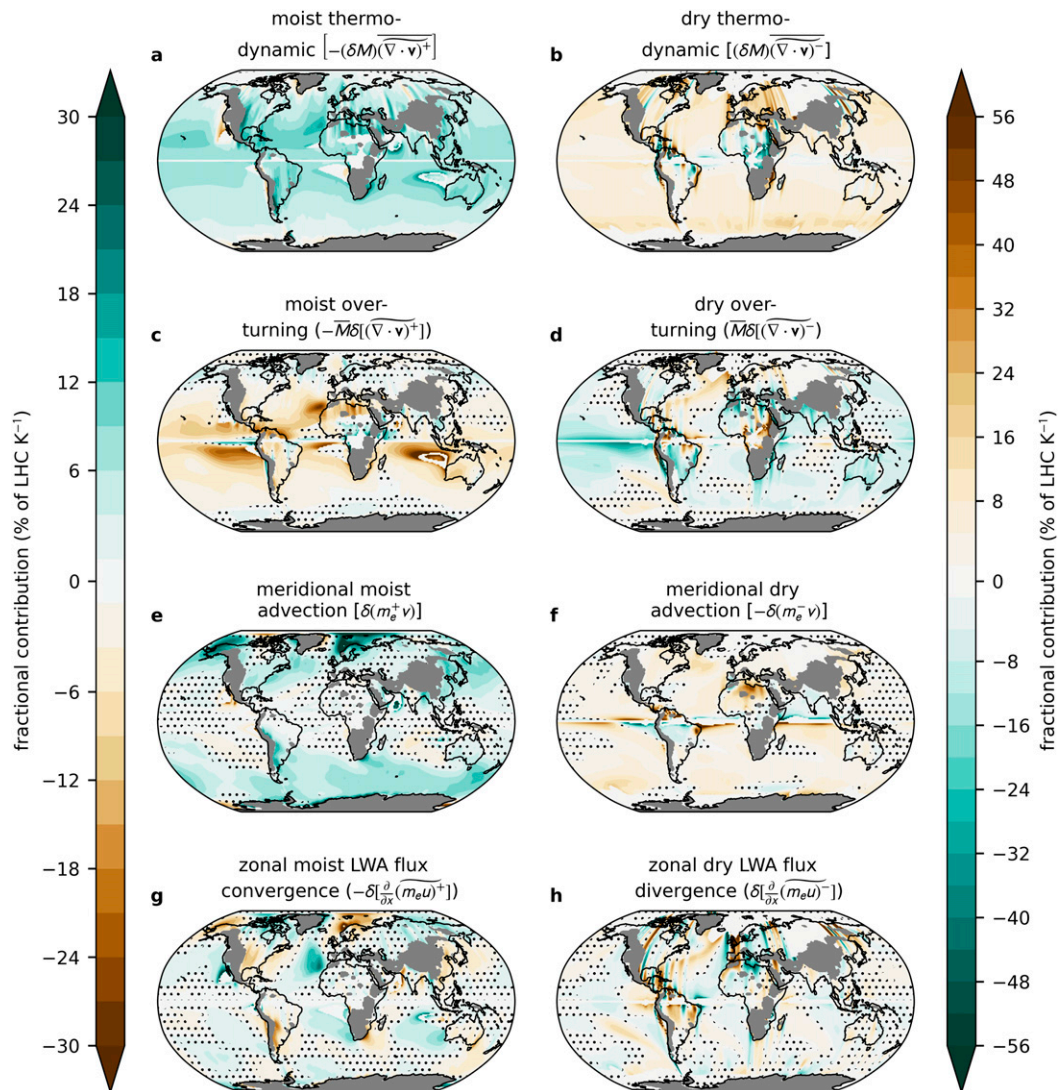 moist thermo-
a dynamic [−(δM)(∇ · v)⁺]
dry thermo-
b dynamic [(δM)(∇ · v)⁻]
moist over-
c turning (−M̅δ[(∇ · v)⁺])
dry over-
d turning (M̅δ[(∇ · v)⁻)
meridional moist
e advection [δ(mₑ⁺v)]
meridional dry
f advection [−δ(mₑ⁻v)]
zonal moist LWA flux
g convergence (−δ[∂/∂x(mₑu)⁺])
zonal dry LWA flux
h divergence (δ[∂/∂x(mₑu)⁻])
fractional contribution (% of LHC K⁻¹)
30
24
18
12
6
0
−6
−12
−18
−24
−30
56
48
40
32
24
16
8
0
−8
−16
−24
−32
−40
−48
−56
fractional contribution (% of LHC K⁻¹)